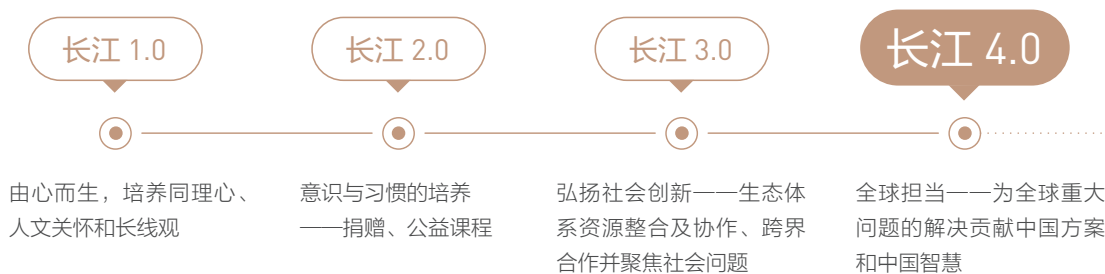 长江 1.0
长江 2.0
长江 3.0
长江 4.0
由心而生，培养同理心、
人文关怀和长线观
意识与习惯的培养
——捐赠、公益课程
弘扬社会创新——生态体
系资源整合及协作、跨界
合作并聚焦社会问题
全球担当——为全球重大
问题的解决贡献中国方案
和中国智慧